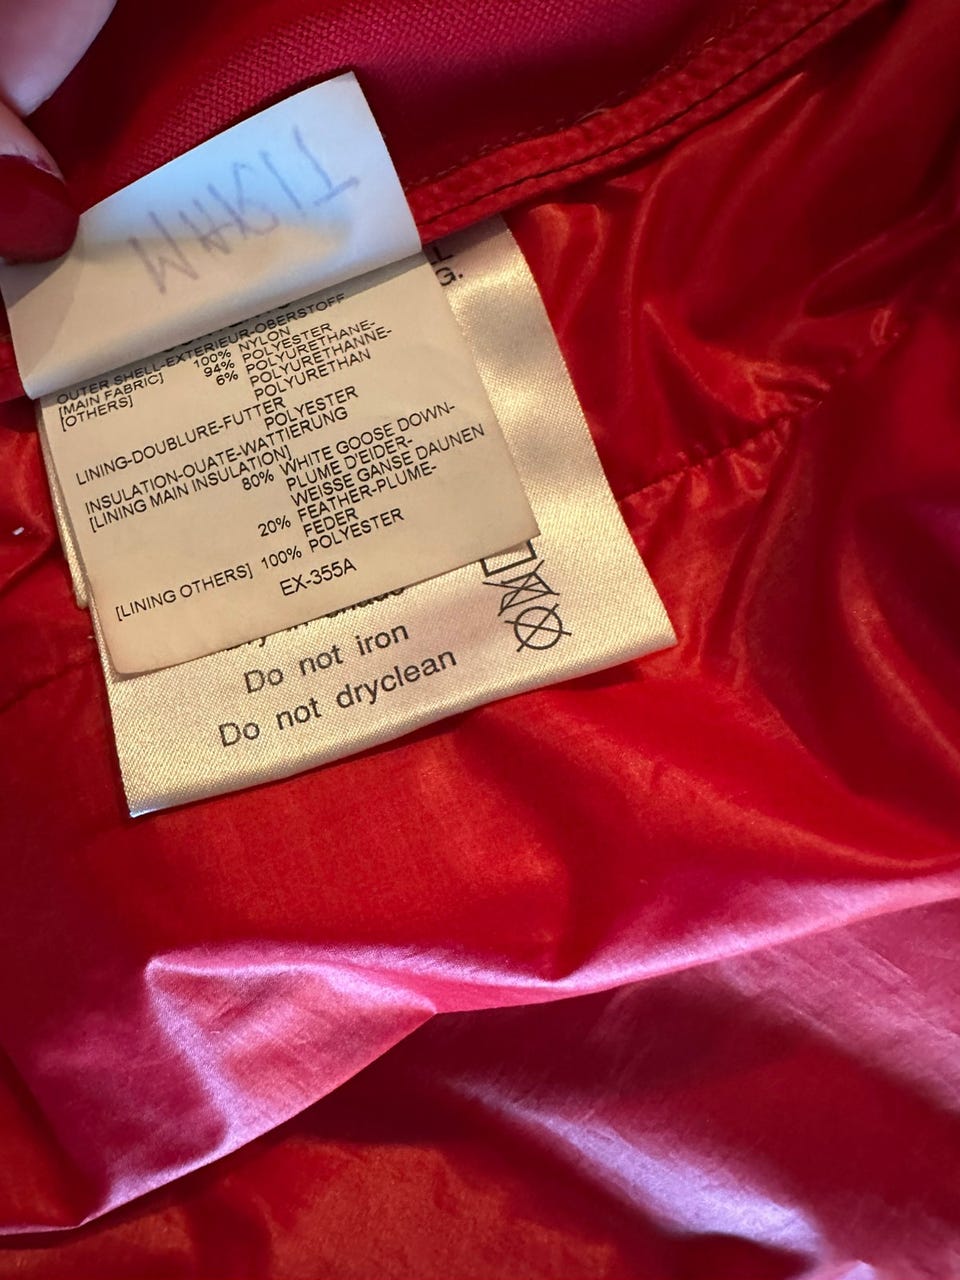 OUTER SHELL-EXTERIEUR-OBERSTOFF
[MAIN FABRIC] 100% NYLON
[OTHERS] 94% POLYESTER
6% POLYURETHANE-
POLYURETHANNE-
POLYURETHAN
LINING-DOUBLURE-FUTTER
POLYESTER
INSULATION-OUATE-WATTIERUNG
[LINING MAIN INSULATION]
80% WHITE GOOSE DOWN-
PLUME D'EIDER-
WEISSE GANSE DAUNEN
20% FEATHER-PLUME-
FEDER
[LINING OTHERS] 100% POLYESTER
EX-355A
Do not iron
Do not dryclean